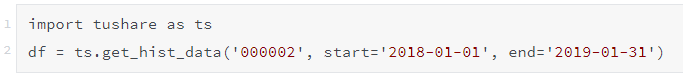 1 import tushare as ts
2 df = ts.get_hist_data('000002', start='2018-01-01', end='2019-01-31')